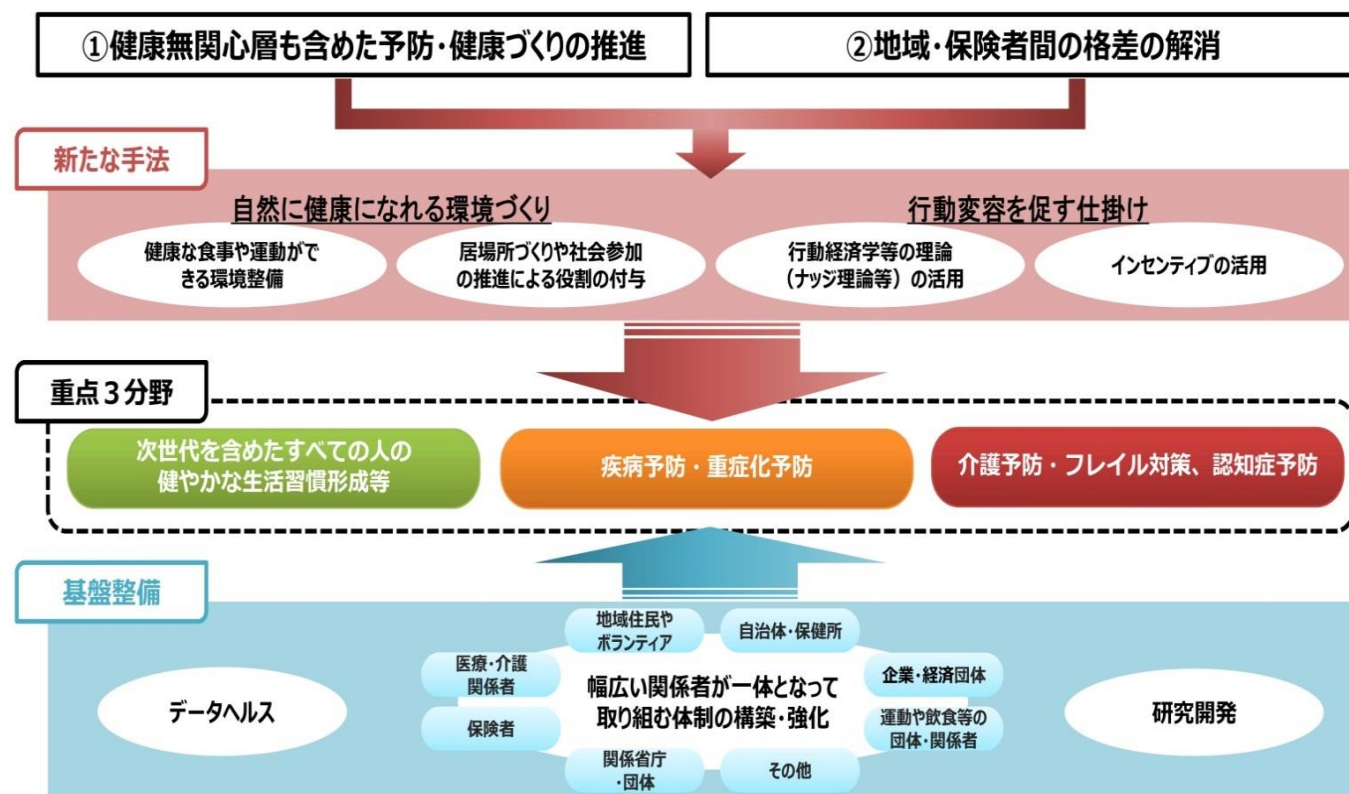 ①健康無関心層も含めた予防・健康づくりの推進
②地域・保険者間の格差の解消
新たな手法
自然に健康になれる環境づくり
行動変容を促す仕掛け
健康な食事や運動がで
きる環境整備
居場所づくりや社会参加
の推進による役割の付与
行動経済学等の理論
（ナッジ理論等）の活用
インセンティブの活用
重点３分野
次世代を含めたすべての人の
健やかな生活習慣形成等
疾病予防・重症化予防
介護予防・フレイル対策、認知症予防
基盤整備
データヘルス
地域住民や
ボランティア
自治体・保健所
医療・介護
関係者
企業・経済団体
幅広い関係者が一体となって
取り組む体制の構築・強化
保険者
運動や飲食等の
団体・関係者
関係省庁
・団体
その他
研究開発